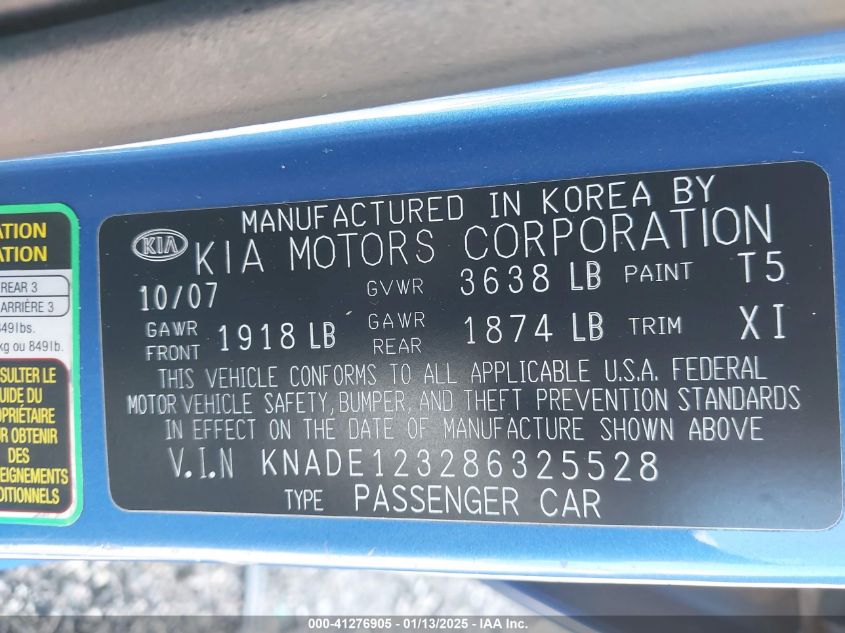 MANUFACTURED IN KOREA BY
KIA KIA MOTORS CORPORATION
10/07 GVWR 3638 LB PAINT T5
GAWR FRONT 1918 LB GAWR REAR 1874 LB TRIM XI
THIS VEHICLE CONFORMS TO ALL APPLICABLE U.S.A. FEDERAL
MOTOR VEHICLE SAFETY, BUMPER, AND THEFT PREVENTION STANDARDS
IN EFFECT ON THE DATE OF MANUFACTURE SHOWN ABOVE
V.I.N KNADE123286325528
TYPE PASSENGER CAR
ATION
ATION
REAR 3
ARRIÈRE 3
849lbs.
kg ou 849lb.
SULTER LE
UIDE DU
OPRIÉTAIRE
R OBTENIR
DES
EIGNEMENTS
DITIONNELS
000-41276905 - 01/13/2025 - IAA Inc.